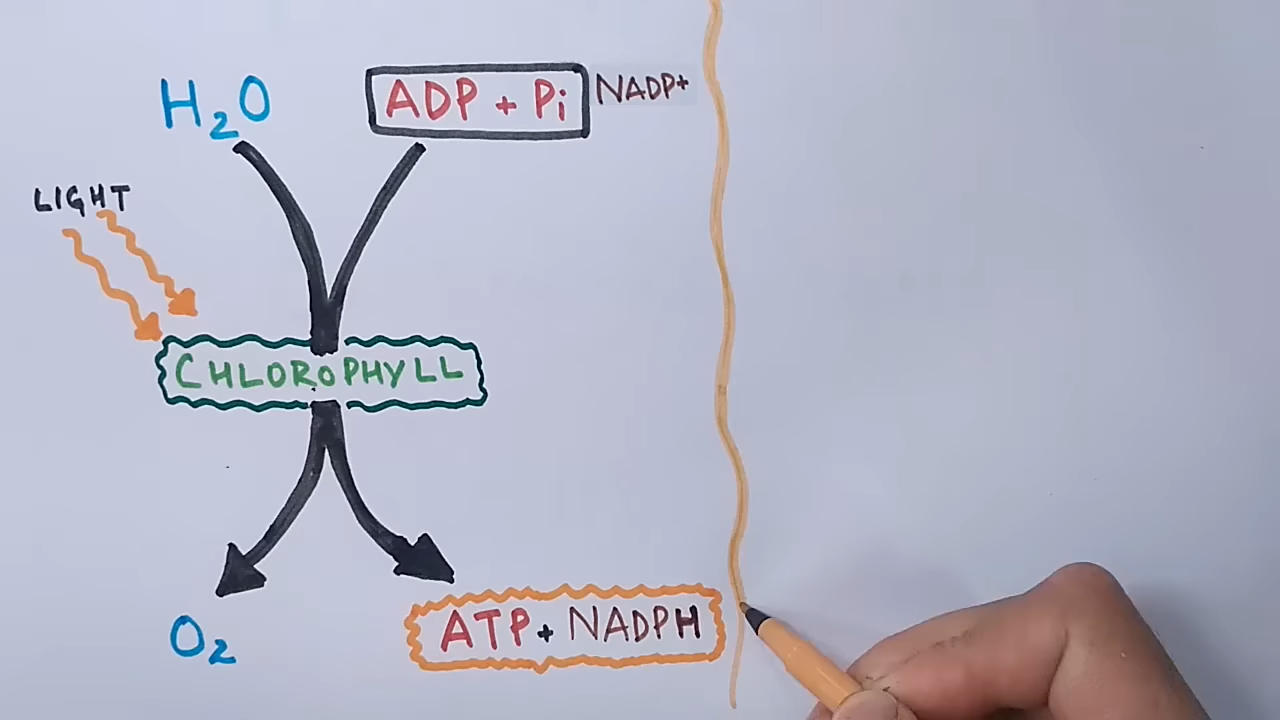 H₂O
ADP + Pi NADP+
LIGHT
CHLOROPHYLL
O₂
ATP + NADPH